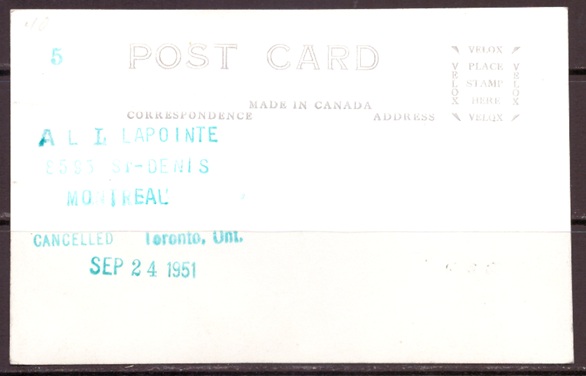 5
POST CARD
VELOX
VELOX PLACE VELOX
STAMP
HERE
VELOX
MADE IN CANADA
CORRESPONDENCE ADDRESS
A L L LAPOINTE
ST-DENIS
MONTREAL
CANCELLED Toronto, Ont.
SEP 24 1951